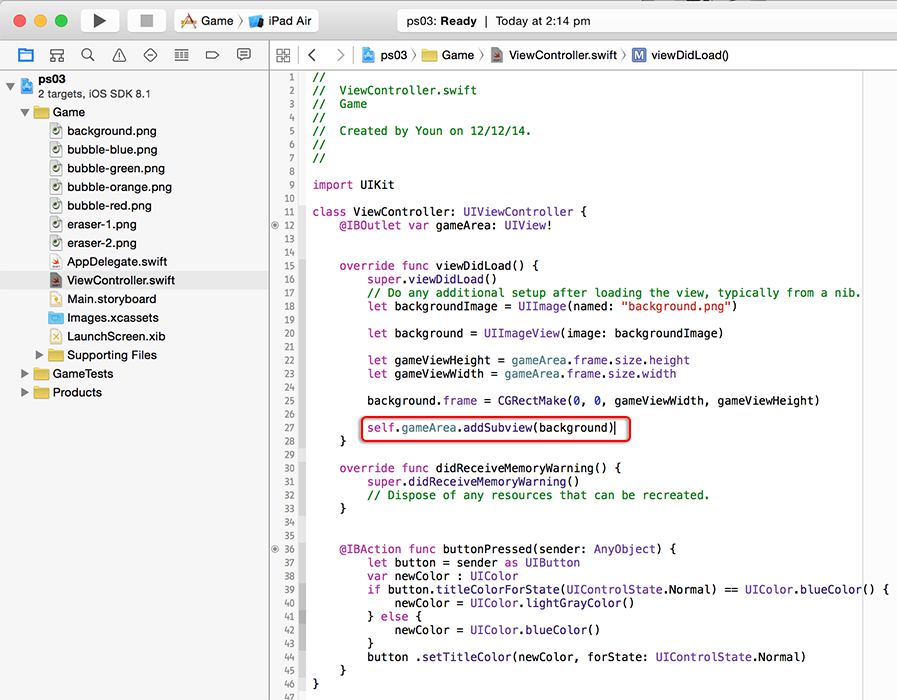 Game iPad Air
ps03: Ready | Today at 2:14 pm
ps03 Game ViewController.swift M viewDidLoad()
ps03
2 targets, iOS SDK 8.1
Game
background.png
bubble-blue.png
bubble-green.png
bubble-orange.png
bubble-red.png
eraser-1.png
eraser-2.png
AppDelegate.swift
ViewController.swift
Main.storyboard
Images.xcassets
LaunchScreen.xib
Supporting Files
GameTests
Products
1 //
2 // ViewController.swift
3 // Game
4 //
5 // Created by Youn on 12/12/14.
6 //
7 //
8
9 import UIKit
10
11 class ViewController: UIViewController {
12 @IBOutlet var gameArea: UIView!
13
14
15 override func viewDidLoad() {
16 super.viewDidLoad()
17 // Do any additional setup after loading the view, typically from a nib.
18 let backgroundImage = UIImage(named: "background.png")
19
20 let background = UIImageView(image: backgroundImage)
21
22 let gameViewHeight = gameArea.frame.size.height
23 let gameViewWidth = gameArea.frame.size.width
24
25 background.frame = CGRectMake(0, 0, gameViewWidth, gameViewHeight)
26
27 self.gameArea.addSubview(background)
28 }
29
30 override func didReceiveMemoryWarning() {
31 super.didReceiveMemoryWarning()
32 // Dispose of any resources that can be recreated.
33 }
34
35
36 @IBAction func buttonPressed(sender: AnyObject) {
37 let button = sender as UIButton
38 var newColor : UIColor
39 if button.titleColorForState(UIControlState.Normal) == UIColor.blueColor() {
40 newColor = UIColor.lightGrayColor()
41 } else {
42 newColor = UIColor.blueColor()
43 }
44 button .setTitleColor(newColor, forState: UIControlState.Normal)
45 }
46 }
47